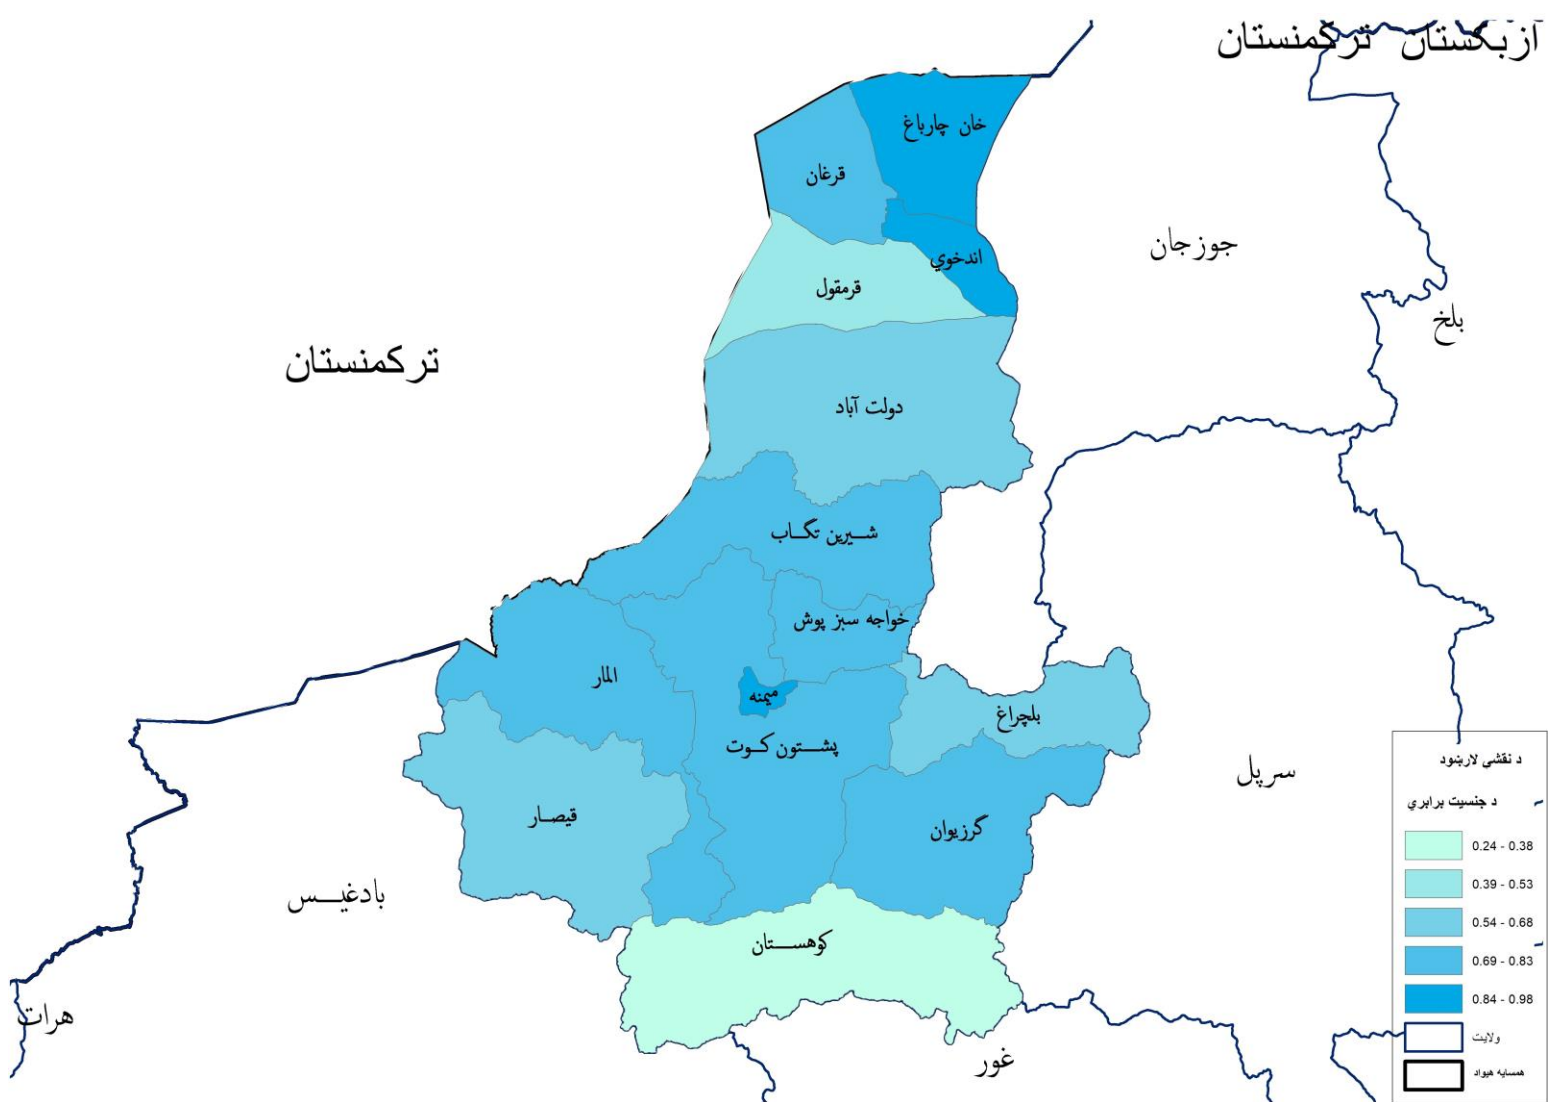 ترکمنستان
ازبکستان
خان چارباغ
قرغان
جوزجان
اندخوي
قرمقول
بلخ
ترکمنستان
دولت آباد
شیرین تگاب
خواجه سبز پوش
المار
میمنه
بلچراغ
پشتون کوت
سرپل
قیصار
گرزیوان
بادغیس
کوهستان
هرات
غور
د نقشې لارښود
د جنسیت برابري
0.24 - 0.38
0.39 - 0.53
0.54 - 0.68
0.69 - 0.83
0.84 - 0.98
ولایت
همسایه هیواد